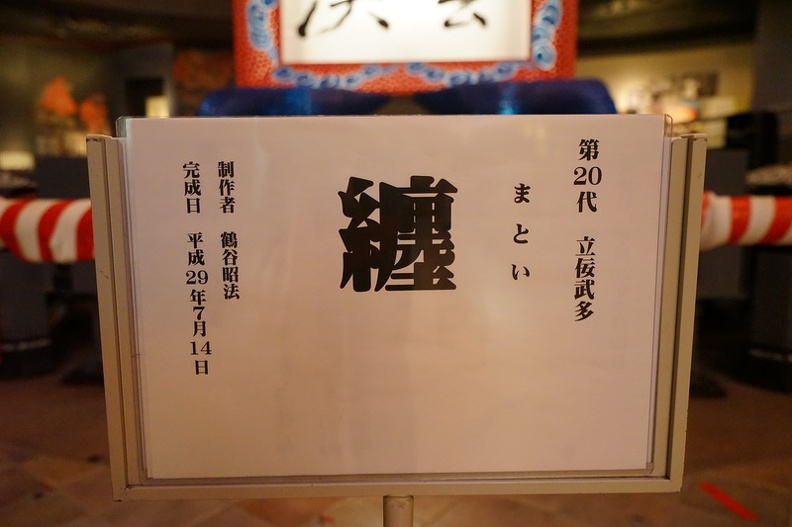 第20代 立佞武多
まとい
纏
制作者 鶴谷昭法
完成日 平成29年7月14日